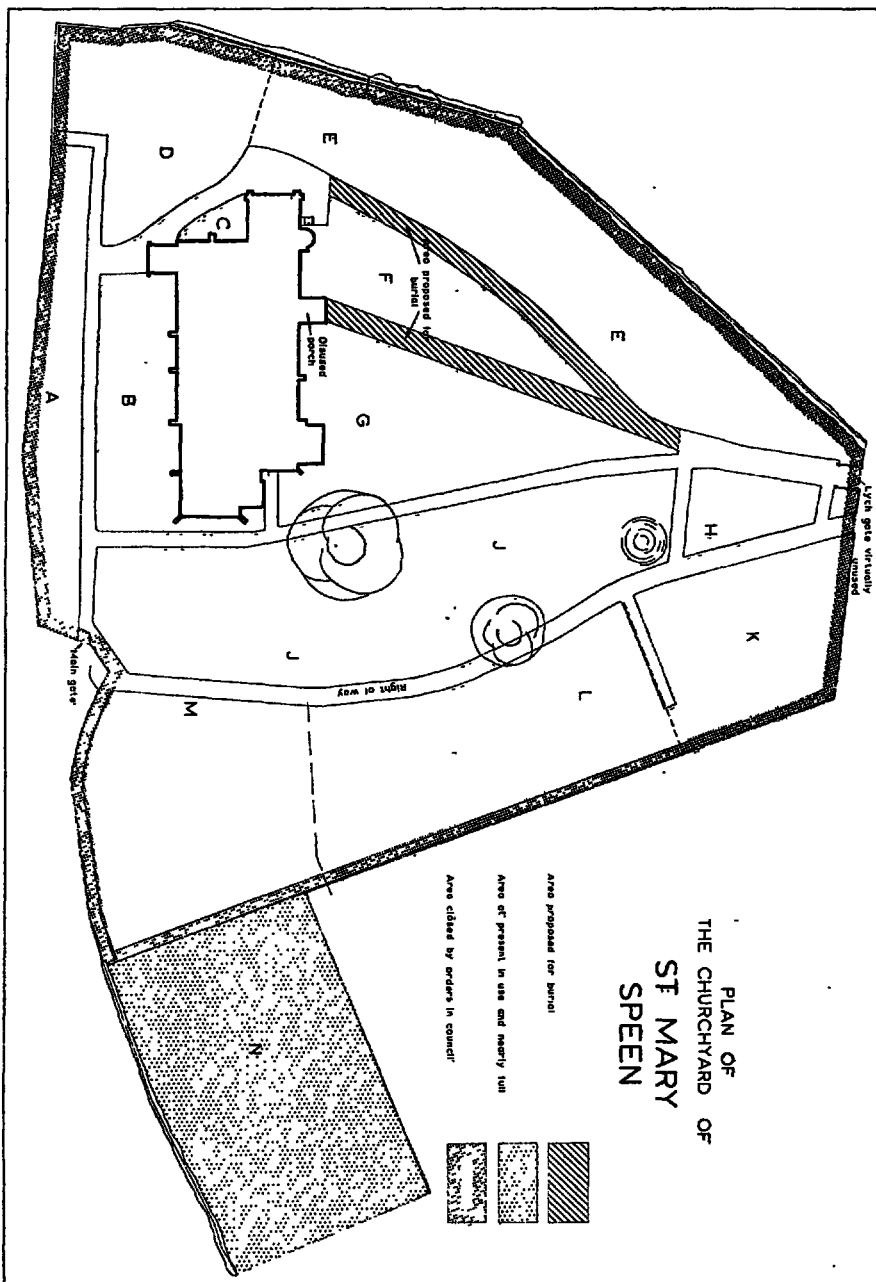 PLAN OF
THE CHURCHYARD OF
ST MARY
SPEEN
Area proposed for burial
Area at present in use and nearly full
Area closed by orders in council
Lych gate virtually
unused
E
E
D
C
F
Area proposed for
burial
Disused
porch
G
A
B
H
J
J
K
L
M
Right of way
Main gate
N